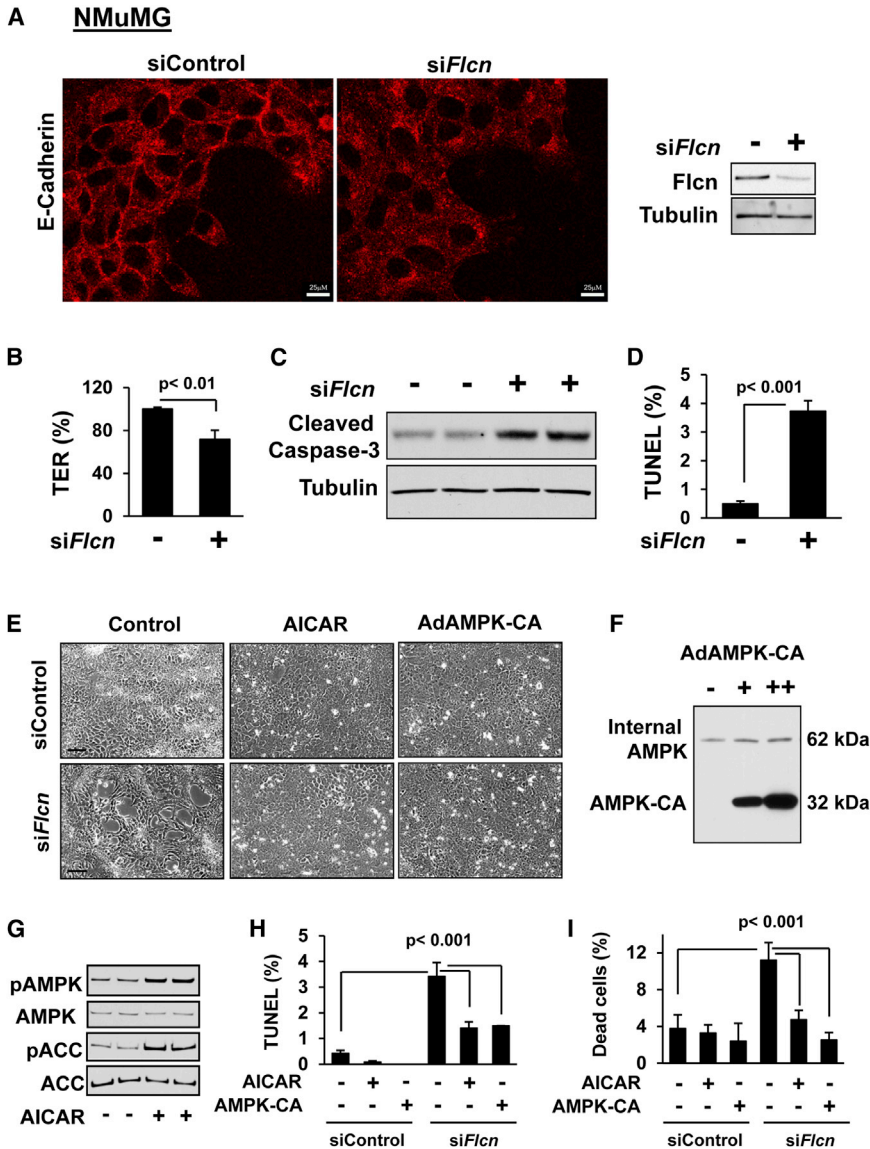 A NMuMG
siControl siFlcn
E-Cadherin
25µM 25µM
siFlcn - +
Flcn
Tubulin
B
120
80
40
0
TER (%)
p< 0.01
siFlcn - +
C
siFlcn - - + +
Cleaved
Caspase-3
Tubulin
D
5
4
3
2
1
0
TUNEL (%)
p< 0.001
siFlcn - +
E Control AICAR AdAMPK-CA
siControl
siFlcn
F
AdAMPK-CA
- + ++
Internal
AMPK 62 kDa
AMPK-CA 32 kDa
G
pAMPK
AMPK
pACC
ACC
AICAR - - + +
H
5
4
3
2
1
0
TUNEL (%)
p< 0.001
AICAR - + - + -
AMPK-CA - - + - - +
siControl siFlcn
I
12
8
4
0
Dead cells (%)
p< 0.001
AICAR - + - + -
AMPK-CA - - + - - +
siControl siFlcn